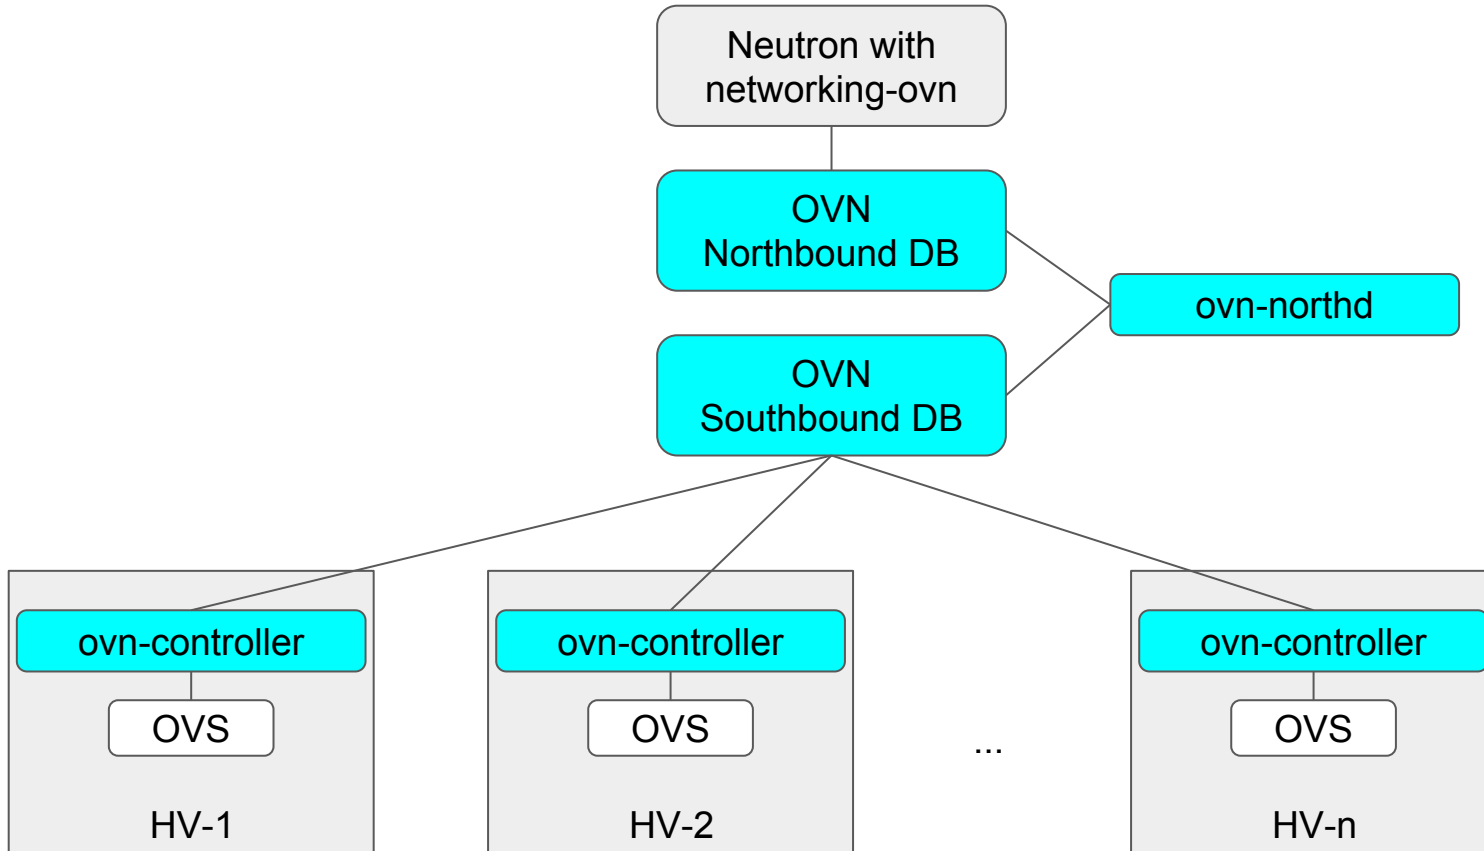 Neutron with
networking-ovn
OVN
Northbound DB
ovn-northd
OVN
Southbound DB
ovn-controller
ovn-controller
ovn-controller
OVS
OVS
OVS
...
HV-1
HV-2
HV-n